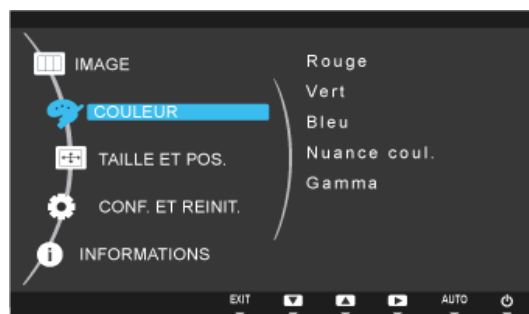 IMAGE
COULEUR
TAILLE ET POS.
CONF. ET REINIT.
INFORMATIONS
Rouge
Vert
Bleu
Nuance coul.
Gamma
EXIT
AUTO